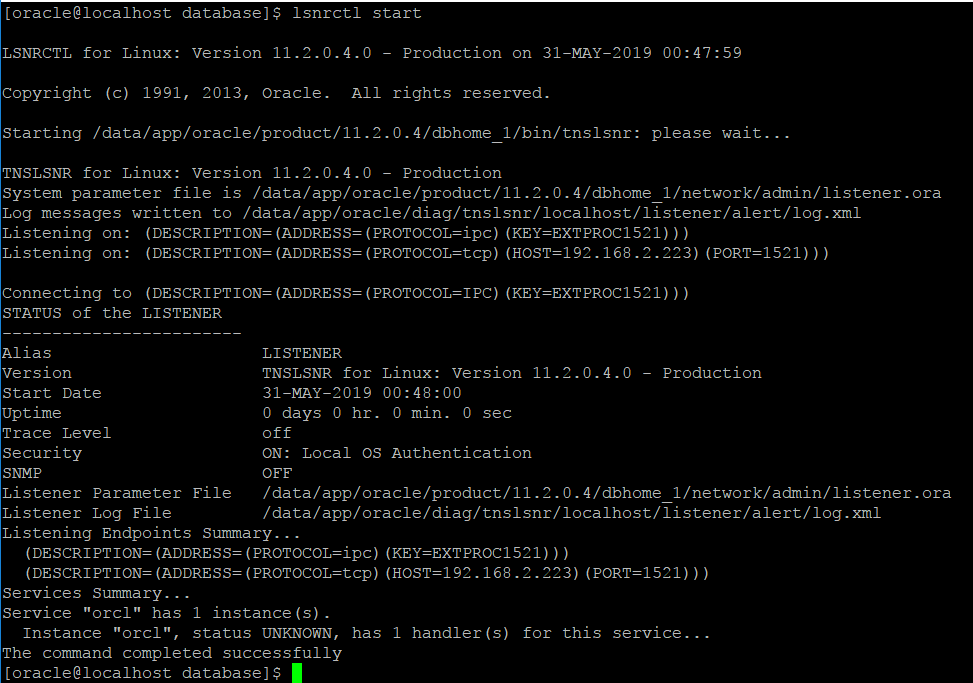 [oracle@localhost database]$ lsnrctl start
LSNRCTL for Linux: Version 11.2.0.4.0 - Production on 31-MAY-2019 00:47:59
Copyright (c) 1991, 2013, Oracle.  All rights reserved.
Starting /data/app/oracle/product/11.2.0.4/dbhome_1/bin/tnslsnr: please wait...
TNSLSNR for Linux: Version 11.2.0.4.0 - Production
System parameter file is /data/app/oracle/product/11.2.0.4/dbhome_1/network/admin/listener.ora
Log messages written to /data/app/oracle/diag/tnslsnr/localhost/listener/alert/log.xml
Listening on: (DESCRIPTION=(ADDRESS=(PROTOCOL=ipc)(KEY=EXTPROC1521)))
Listening on: (DESCRIPTION=(ADDRESS=(PROTOCOL=tcp)(HOST=192.168.2.223)(PORT=1521)))
Connecting to (DESCRIPTION=(ADDRESS=(PROTOCOL=IPC)(KEY=EXTPROC1521)))
STATUS of the LISTENER
------------------------
Alias                     LISTENER
Version                   TNSLSNR for Linux: Version 11.2.0.4.0 - Production
Start Date                31-MAY-2019 00:48:00
Uptime                    0 days 0 hr. 0 min. 0 sec
Trace Level               off
Security                  ON: Local OS Authentication
SNMP                      OFF
Listener Parameter File   /data/app/oracle/product/11.2.0.4/dbhome_1/network/admin/listener.ora
Listener Log File         /data/app/oracle/diag/tnslsnr/localhost/listener/alert/log.xml
Listening Endpoints Summary...
  (DESCRIPTION=(ADDRESS=(PROTOCOL=ipc)(KEY=EXTPROC1521)))
  (DESCRIPTION=(ADDRESS=(PROTOCOL=tcp)(HOST=192.168.2.223)(PORT=1521)))
Services Summary...
Service "orcl" has 1 instance(s).
  Instance "orcl", status UNKNOWN, has 1 handler(s) for this service...
The command completed successfully
[oracle@localhost database]$